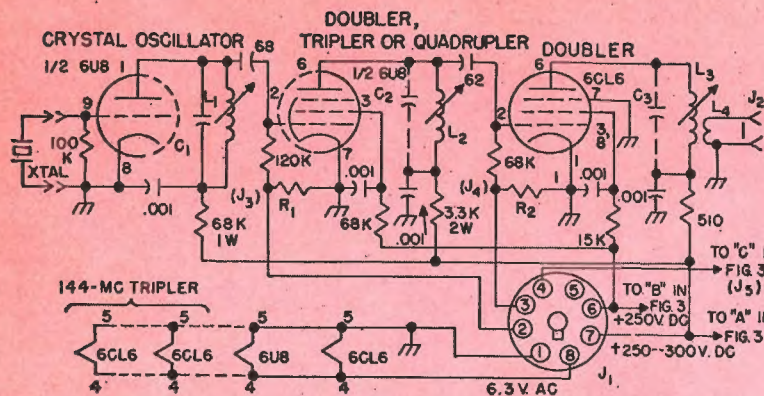 DOUBLER,
TRIPLER OR QUADRUPLER
CRYSTAL OSCILLATOR
DOUBLER
1/2 6U8
1
68
6
1/2 6U8
62
6
6CL6
L1
C2
7
C3
L3
L4
J2
9
2
3
2
3,
8
100
K
XTAL
C1
8
120K
7
L2
68K
1
.001
(J3)
R1
.001
(J4)
R2
1
.001
.001
68K
1W
68K
.001
3.3K
2W
15K
510
TO "C" IN
FIG. 3
(J5)
144-MC TRIPLER
TO "B" IN
FIG. 3
+250V. DC
TO "A" IN
FIG. 3
+250--300V. DC
5
5
5
5
6CL6
6CL6
6U8
6CL6
4
4
4
4
4
5
3
6
2
7
1
8
6.3 V. AC
J1